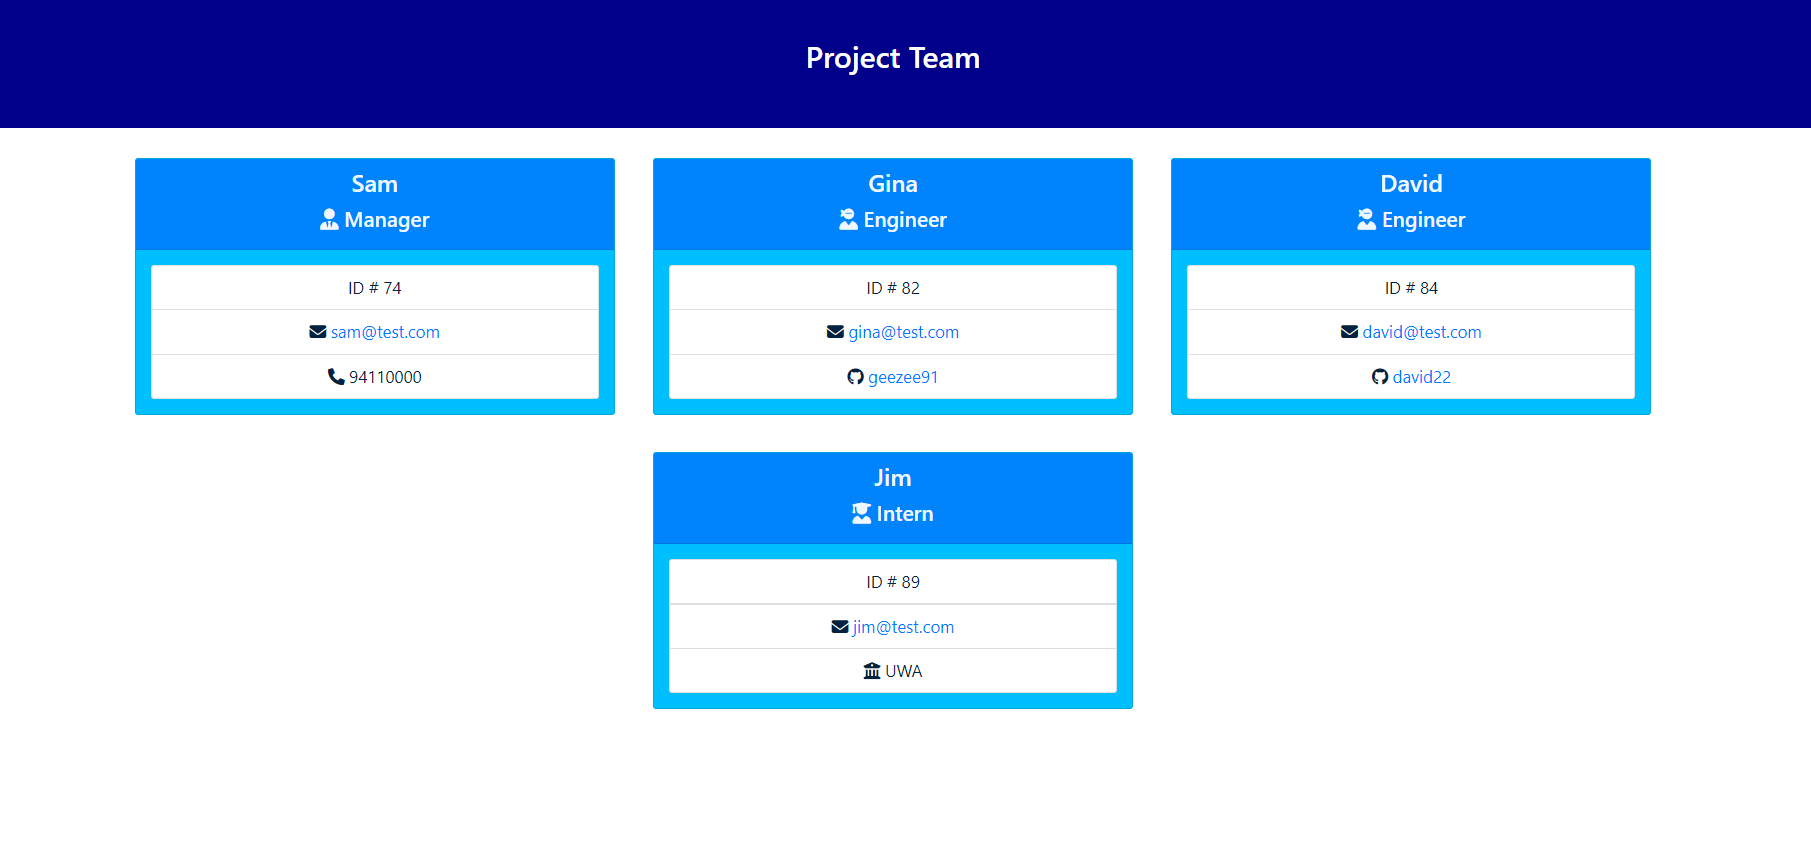 Project Team
Sam
Manager
ID # 74
sam@test.com
94110000
Gina
Engineer
ID # 82
gina@test.com
geezee91
David
Engineer
ID # 84
david@test.com
david22
Jim
Intern
ID # 89
jim@test.com
UWA